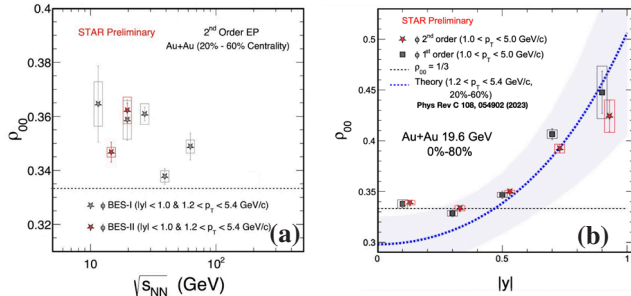 0.4
0.38
0.36
0.34
0.32
ρ00
STAR Preliminary
2nd Order EP
Au+Au (20% - 60% Centrality)
ϕ BES-I (|y| < 1.0 & 1.2 < pT < 5.4 GeV/c)
ϕ BES-II (|y| < 1.0 & 1.2 < pT < 5.4 GeV/c)
(a)
10
10²
√sNN (GeV)
0.5
0.45
0.4
0.35
0.3
ρ00
STAR Preliminary
ϕ 2nd order (1.0 < pT < 5.0 GeV/c)
ϕ 1st order (1.0 < pT < 5.0 GeV/c)
ρ00 = 1/3
Theory (1.2 < pT < 5.4 GeV/c,
20%-60%)
Phys Rev C 108, 054902 (2023)
Au+Au 19.6 GeV
0%-80%
(b)
0
0.5
1
|y|